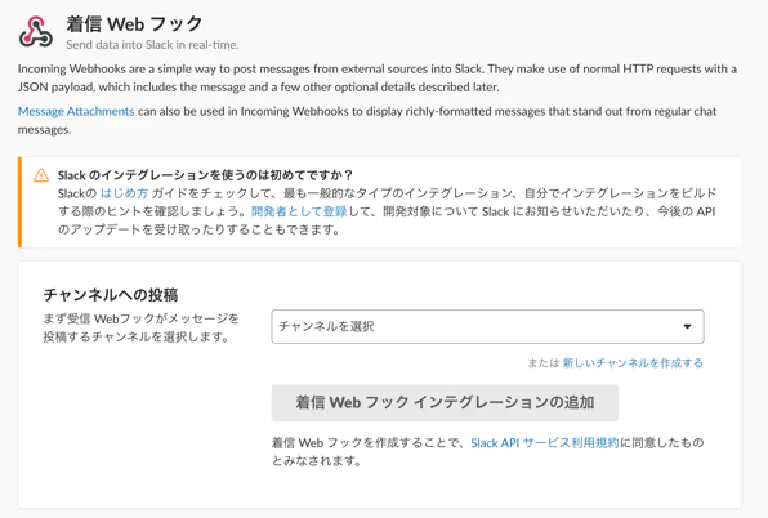 着信 Web フック
Send data into Slack in real-time.
Incoming Webhooks are a simple way to post messages from external sources into Slack. They make use of normal HTTP requests with a
JSON payload, which includes the message and a few other optional details described later.
Message Attachments can also be used in Incoming Webhooks to display richly-formatted messages that stand out from regular chat
messages.
Slack のインテグレーションを使うのは初めてですか？
Slackの はじめ方 ガイドをチェックして、最も一般的なタイプのインテグレーション、自分でインテグレーションをビルド
する際のヒントを確認しましょう。開発者として登録して、開発対象について Slack にお知らせいただいたり、今後の API
のアップデートを受け取ったりすることもできます。
チャンネルへの投稿
まず受信 Webフックがメッセージを
投稿するチャンネルを選択します。
チャンネルを選択
または 新しいチャンネルを作成する
着信 Web フック インテグレーションの追加
着信 Web フックを作成することで、Slack API サービス利用規約に同意したもの
とみなされます。